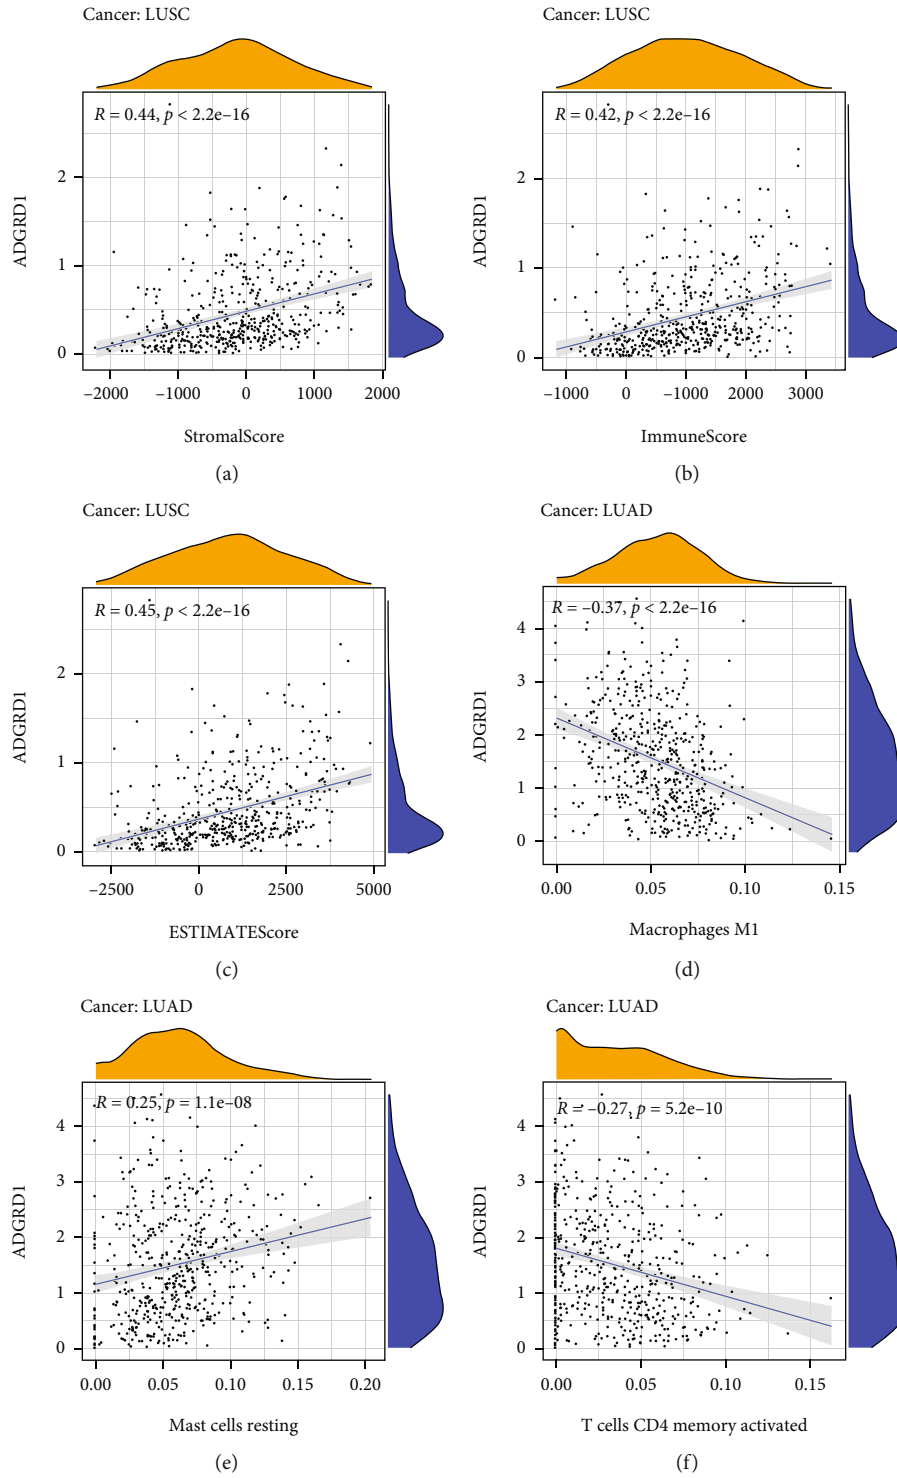 Cancer: LUSC
R = 0.44, p < 2.2e–16
ADGRD1
2
1
0
–2000 –1000 0 1000 2000
StromalScore
(a)
Cancer: LUSC
R = 0.42, p < 2.2e–16
ADGRD1
2
1
0
–1000 0 –1000 2000 3000
ImmuneScore
(b)
Cancer: LUSC
R = 0.45, p < 2.2e–16
ADGRD1
2
1
0
–2500 0 2500 5000
ESTIMATEScore
(c)
Cancer: LUAD
R = –0.37, p < 2.2e–16
ADGRD1
4
3
2
1
0
0.00 0.05 0.10 0.15
Macrophages M1
(d)
Cancer: LUAD
R = 0.25, p = 1.1e–08
ADGRD1
4
3
2
1
0
0.00 0.05 0.10 0.15 0.20
Mast cells resting
(e)
Cancer: LUAD
R = –0.27, p = 5.2e–10
ADGRD1
4
3
2
1
0
0.00 0.05 0.10 0.15
T cells CD4 memory activated
(f)